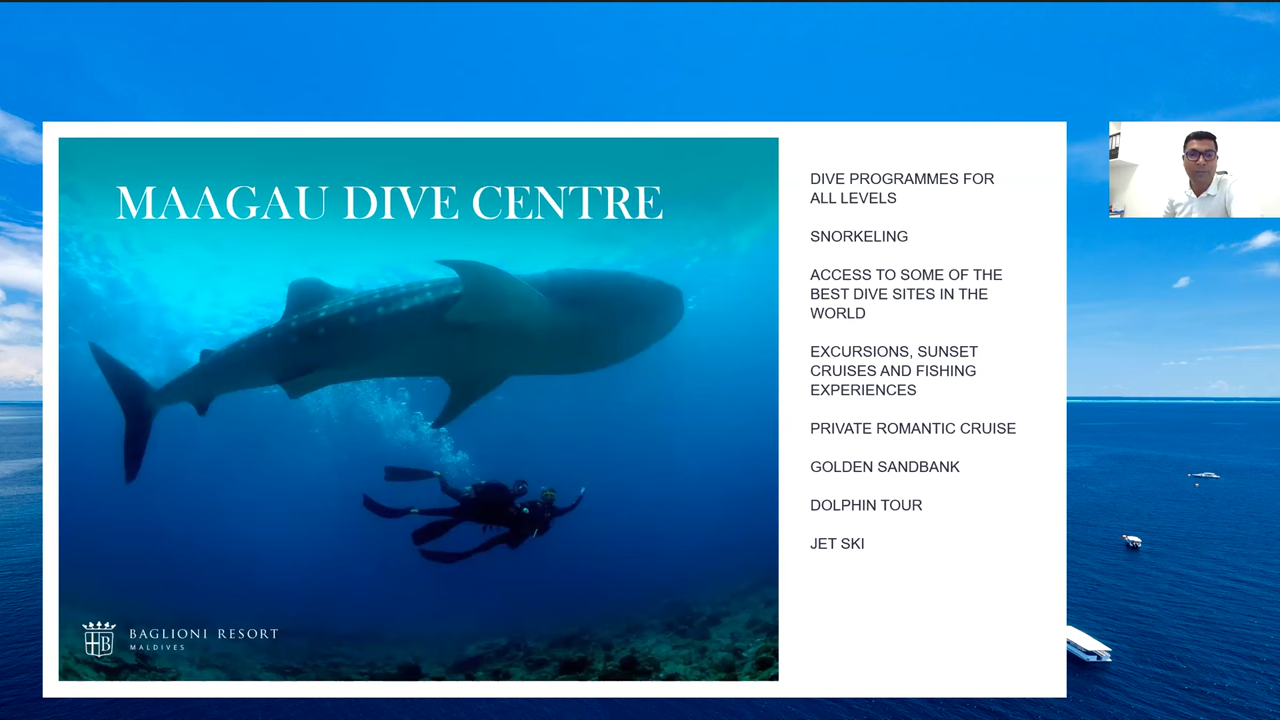 MAAGAU DIVE CENTRE
DIVE PROGRAMMES FOR
ALL LEVELS
SNORKELING
ACCESS TO SOME OF THE
BEST DIVE SITES IN THE
WORLD
EXCURSIONS, SUNSET
CRUISES AND FISHING
EXPERIENCES
PRIVATE ROMANTIC CRUISE
GOLDEN SANDBANK
DOLPHIN TOUR
JET SKI
HB
BAGLIONI RESORT
MALDIVES